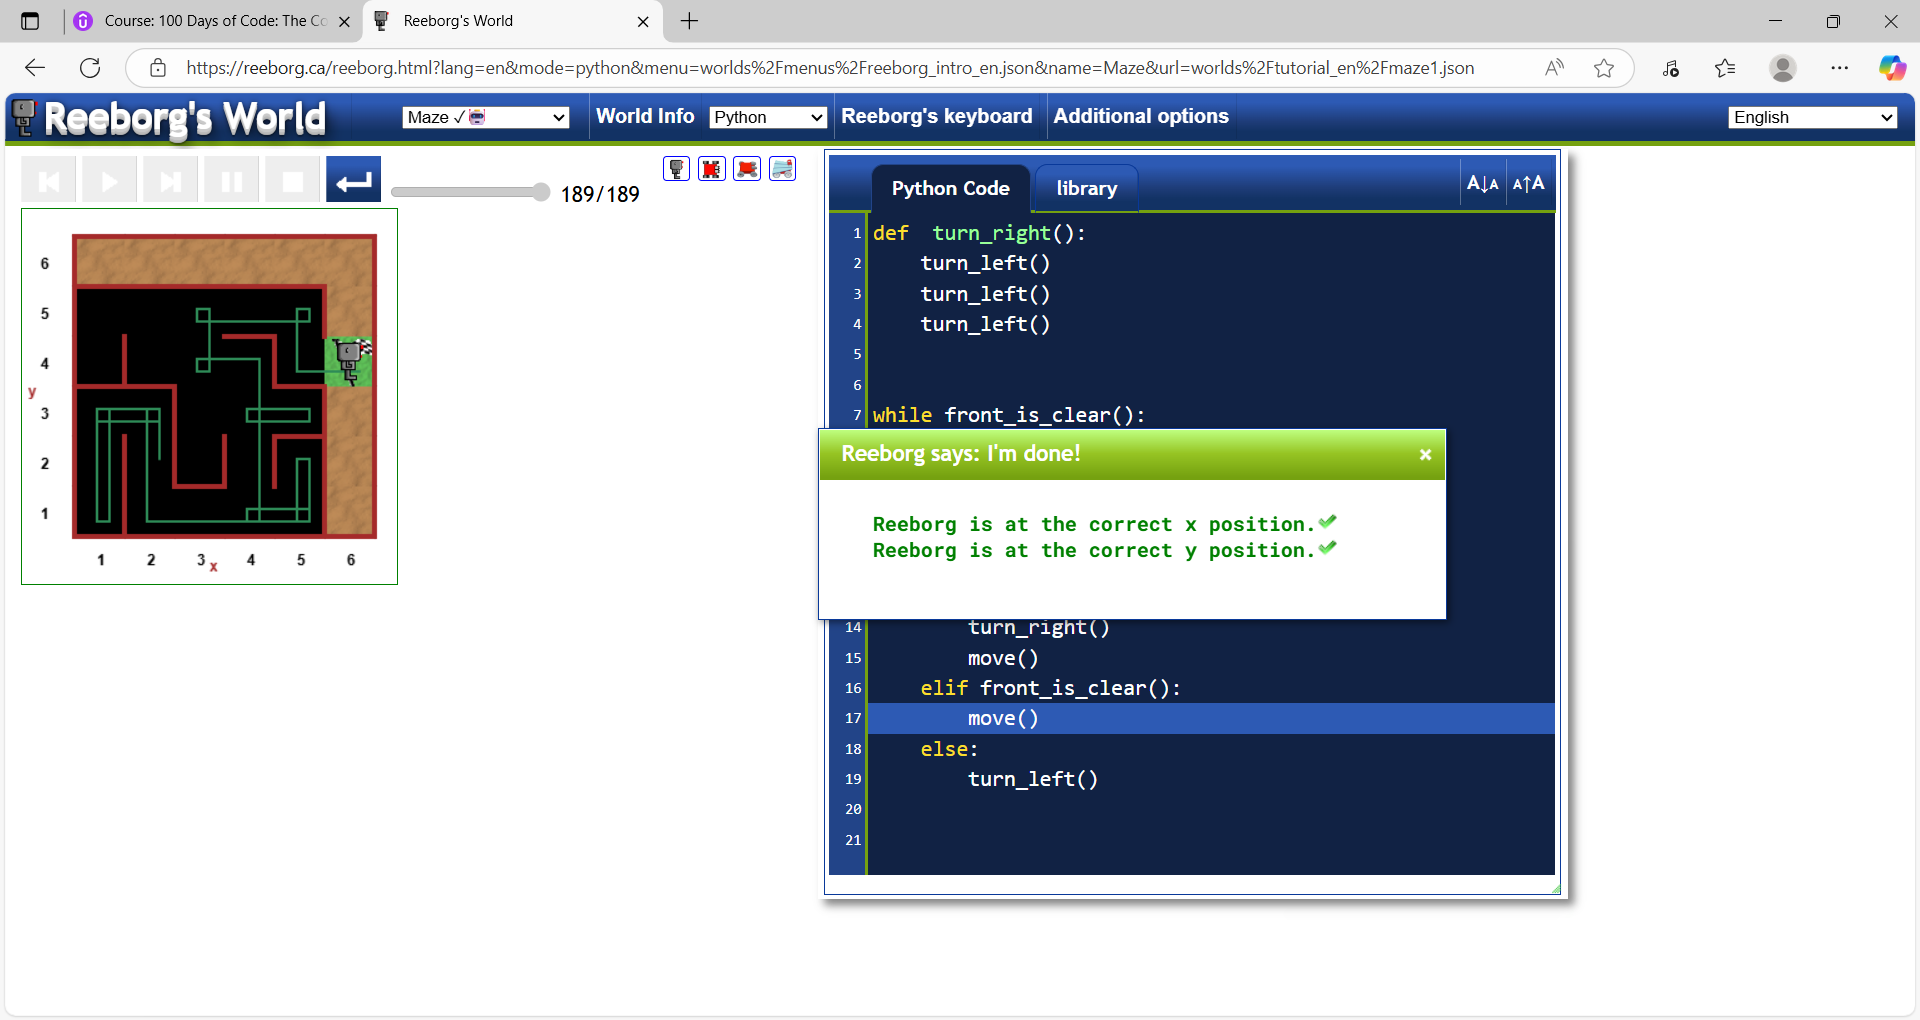 Course: 100 Days of Code: The Co
Reeborg's World
https://reeborg.ca/reeborg.html?lang=en&mode=python&menu=worlds%2Fmenus%2Freeborg_intro_en.json&name=Maze&url=worlds%2Ftutorial_en%2Fmaze1.json
Reeborg's World
Maze ✓
World Info
Python
Reeborg's keyboard
Additional options
English
189/189
Python Code
library
A↓A
A↑A
6
5
4
y
3
2
1
1 2 3 x 4 5 6
1 def turn_right():
2 turn_left()
3 turn_left()
4 turn_left()
5
6
7 while front_is_clear():
Reeborg says: I'm done!
×
Reeborg is at the correct x position.✔
Reeborg is at the correct y position.✔
14 turn_right()
15 move()
16 elif front_is_clear():
17 move()
18 else:
19 turn_left()
20
21